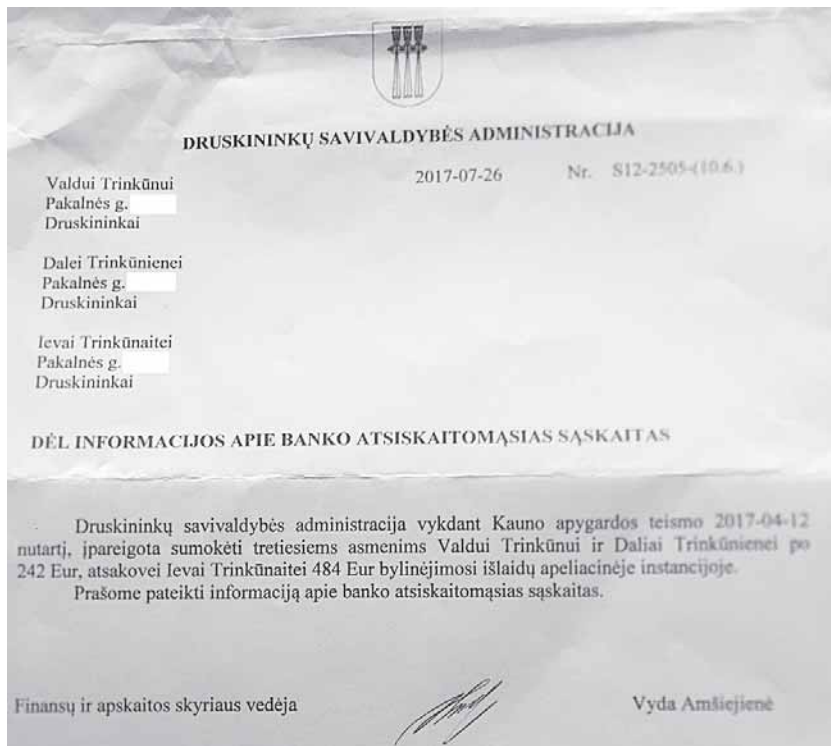 DRUSKININKŲ SAVIVALDYBĖS ADMINISTRACIJA
2017-07-26 Nr. S12-2505-(10.6.)
Valdui Trinkūnui
Pakalnės g.
Druskininkai
Dalei Trinkūnienei
Pakalnės g.
Druskininkai
Ievai Trinkūnaitei
Pakalnės g.
Druskininkai
DĖL INFORMACIJOS APIE BANKO ATSISKAITOMĄSIAS SĄSKAITAS
Druskininkų savivaldybės administracija vykdant Kauno apygardos teismo 2017-04-12
nutartį, įpareigota sumokėti tretiesiems asmenims Valdui Trinkūnui ir Daliai Trinkūnienei po
242 Eur, atsakovei Ievai Trinkūnaitei 484 Eur bylinėjimosi išlaidų apeliacinėje instancijoje.
Prašome pateikti informaciją apie banko atsiskaitomąsias sąskaitas.
Finansų ir apskaitos skyriaus vedėja Vyda Amšiejienė